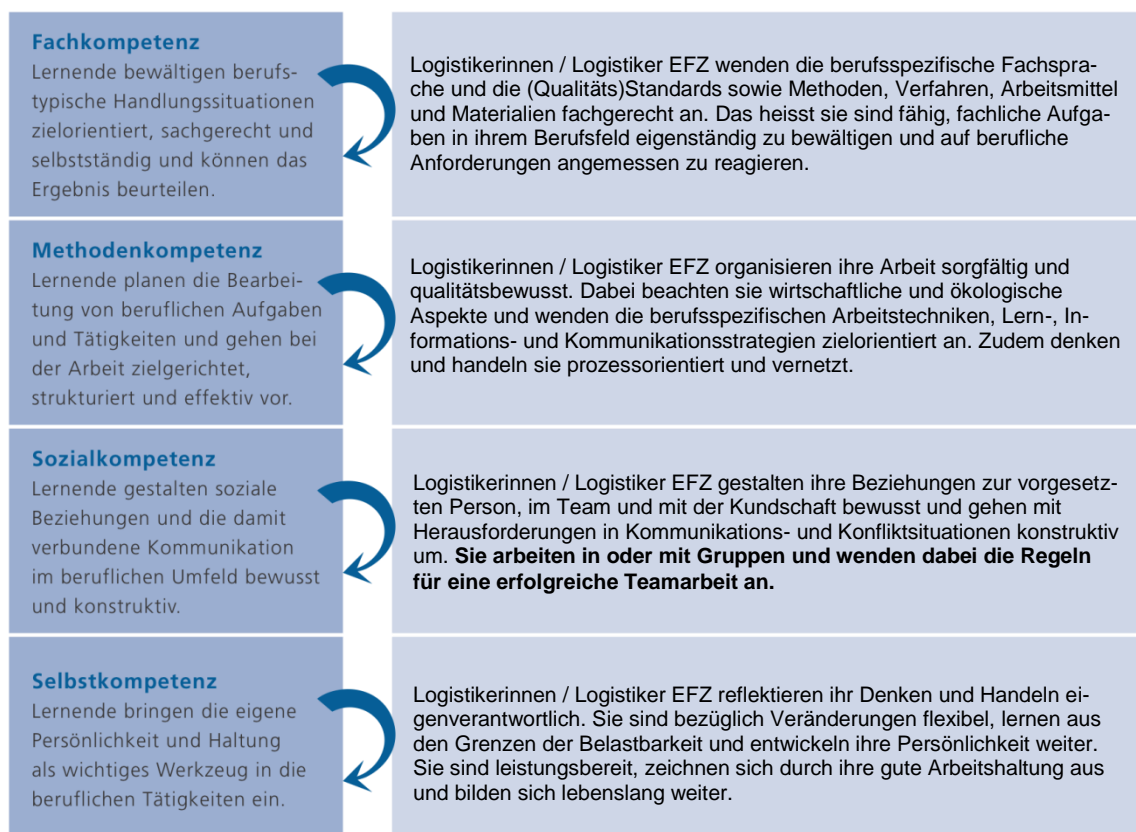 Fachkompetenz
Lernende bewältigen berufs-
typische Handlungssituationen
zielorientiert, sachgerecht und
selbstständig und können das
Ergebnis beurteilen.
Logistikerinnen / Logistiker EFZ wenden die berufsspezifische Fachspra-
che und die (Qualitäts)Standards sowie Methoden, Verfahren, Arbeitsmittel
und Materialien fachgerecht an. Das heisst sie sind fähig, fachliche Aufga-
ben in ihrem Berufsfeld eigenständig zu bewältigen und auf berufliche
Anforderungen angemessen zu reagieren.
Methodenkompetenz
Lernende planen die Bearbei-
tung von beruflichen Aufgaben
und Tätigkeiten und gehen bei
der Arbeit zielgerichtet,
strukturiert und effektiv vor.
Logistikerinnen / Logistiker EFZ organisieren ihre Arbeit sorgfältig und
qualitätsbewusst. Dabei beachten sie wirtschaftliche und ökologische
Aspekte und wenden die berufsspezifischen Arbeitstechniken, Lern-, In-
formations- und Kommunikationsstrategien zielorientiert an. Zudem denken
und handeln sie prozessorientiert und vernetzt.
Sozialkompetenz
Lernende gestalten soziale
Beziehungen und die damit
verbundene Kommunikation
im beruflichen Umfeld bewusst
und konstruktiv.
Logistikerinnen / Logistiker EFZ gestalten ihre Beziehungen zur vorgesetz-
ten Person, im Team und mit der Kundschaft bewusst und gehen mit
Herausforderungen in Kommunikations- und Konfliktsituationen konstruktiv
um. Sie arbeiten in oder mit Gruppen und wenden dabei die Regeln
für eine erfolgreiche Teamarbeit an.
Selbstkompetenz
Lernende bringen die eigene
Persönlichkeit und Haltung
als wichtiges Werkzeug in die
beruflichen Tätigkeiten ein.
Logistikerinnen / Logistiker EFZ reflektieren ihr Denken und Handeln ei-
genverantwortlich. Sie sind bezüglich Veränderungen flexibel, lernen aus
den Grenzen der Belastbarkeit und entwickeln ihre Persönlichkeit weiter.
Sie sind leistungsbereit, zeichnen sich durch ihre gute Arbeitshaltung aus
und bilden sich lebenslang weiter.